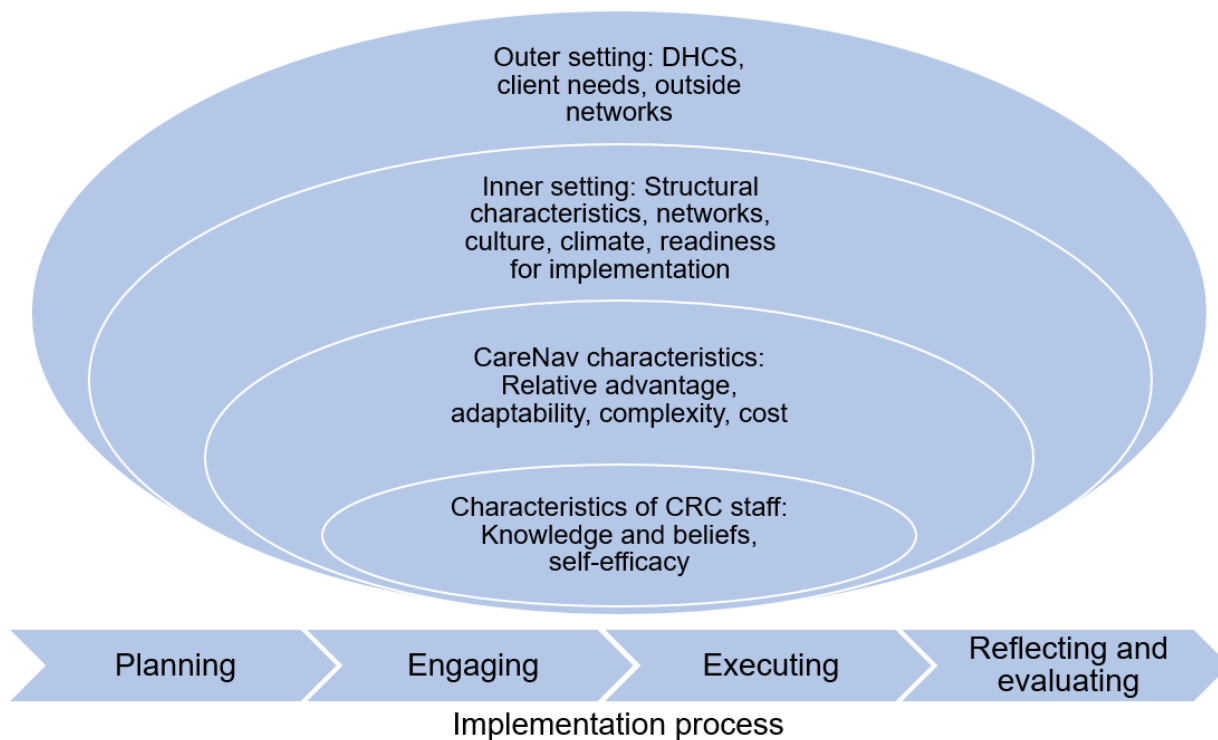 Outer setting: DHCS,
client needs, outside
networks
Inner setting: Structural
characteristics, networks,
culture, climate, readiness
for implementation
CareNav characteristics:
Relative advantage,
adaptability, complexity, cost
Characteristics of CRC staff:
Knowledge and beliefs,
self-efficacy
Planning
Engaging
Executing
Reflecting and
evaluating
Implementation process